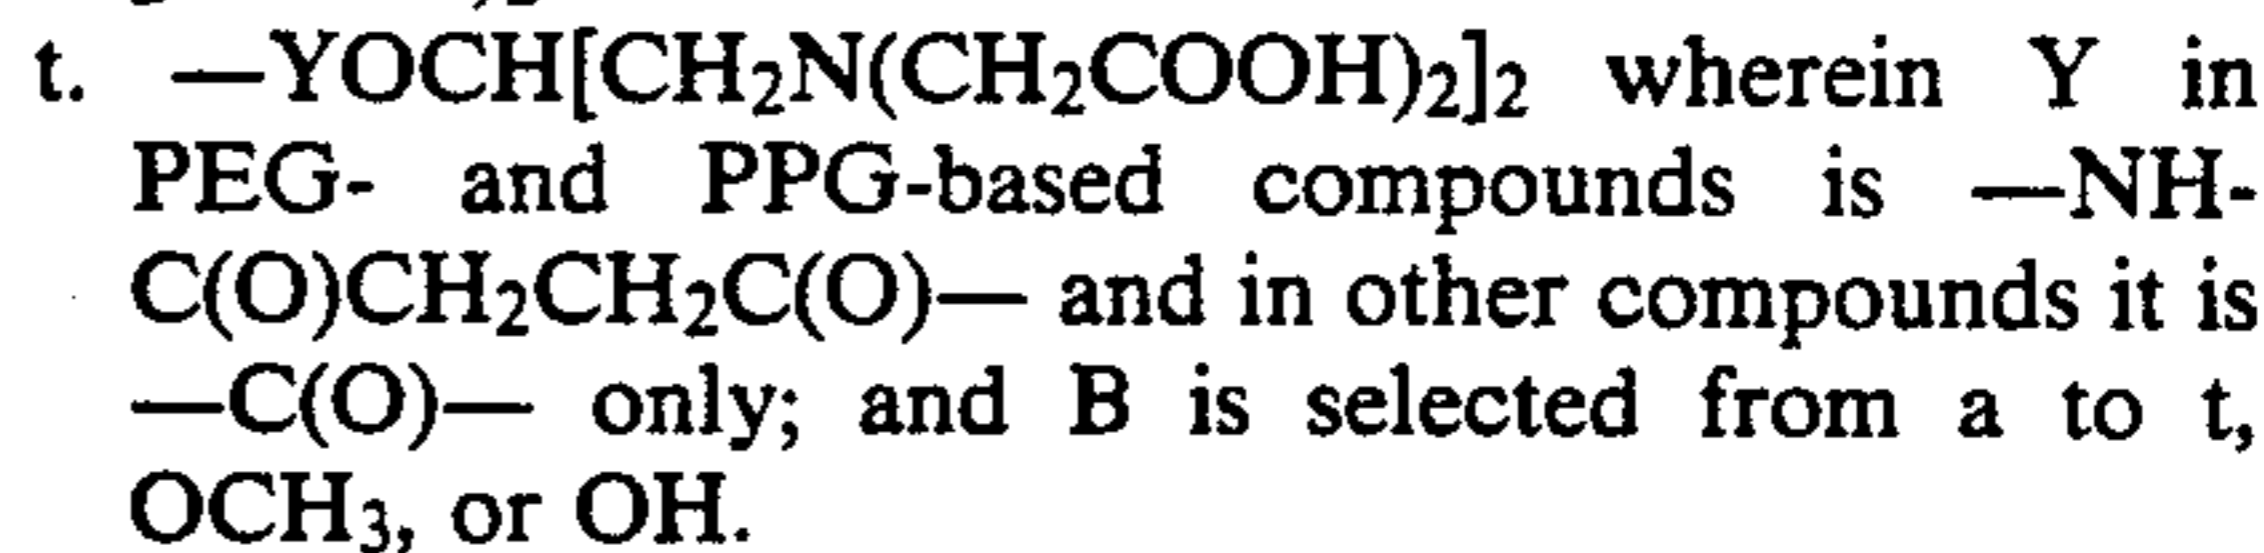 t. —YOCH[CH₂N(CH₂COOH)₂]₂ wherein Y in
PEG- and PPG-based compounds is —NH-
C(O)CH₂CH₂C(O)— and in other compounds it is
—C(O)— only; and B is selected from a to t,
OCH₃, or OH.